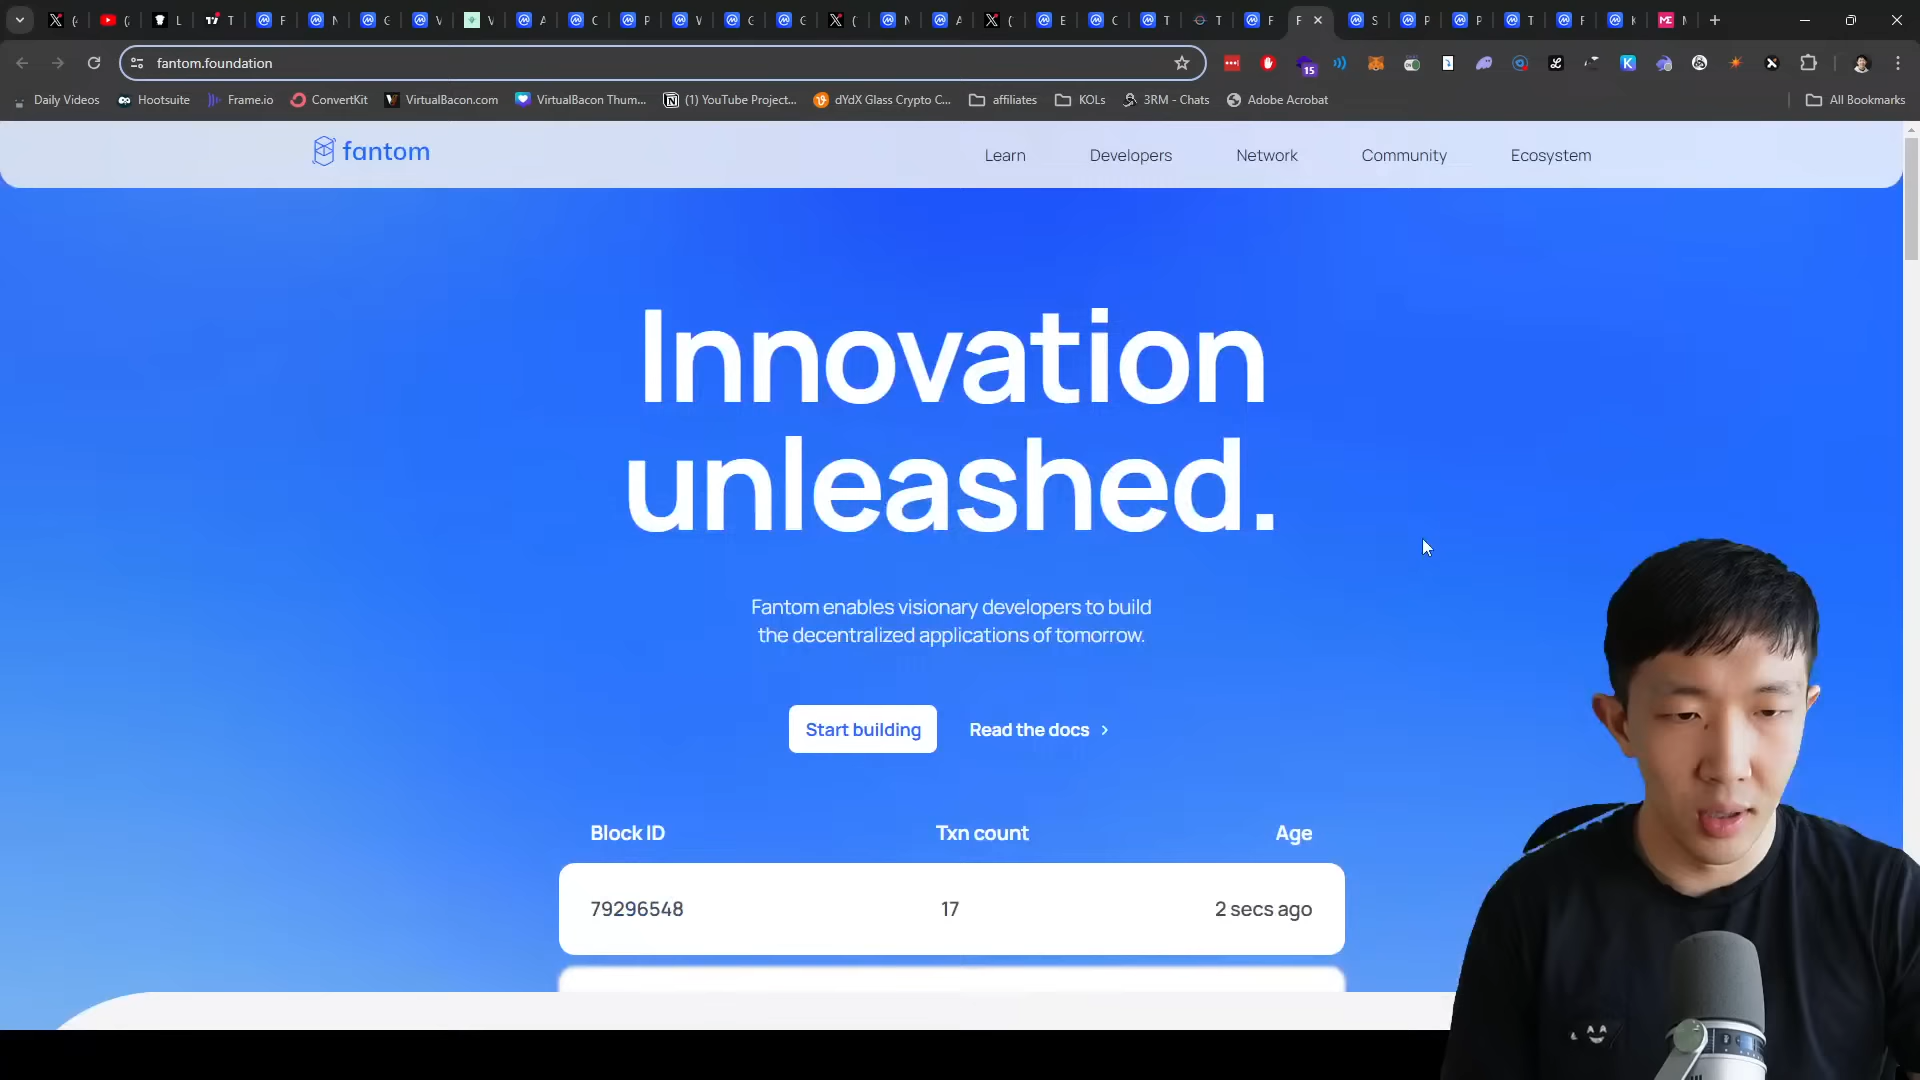 fantom.foundation
Daily Videos
Hootsuite
Frame.io
ConvertKit
VirtualBacon.com
VirtualBacon Thum...
(1) YouTube Project...
dYdX Glass Crypto C...
affiliates
KOLs
3RM - Chats
Adobe Acrobat
All Bookmarks
fantom
Learn
Developers
Network
Community
Ecosystem
Innovation
unleashed.
Fantom enables visionary developers to build
the decentralized applications of tomorrow.
Start building
Read the docs
Block ID
Txn count
Age
79296548
17
2 secs ago
15